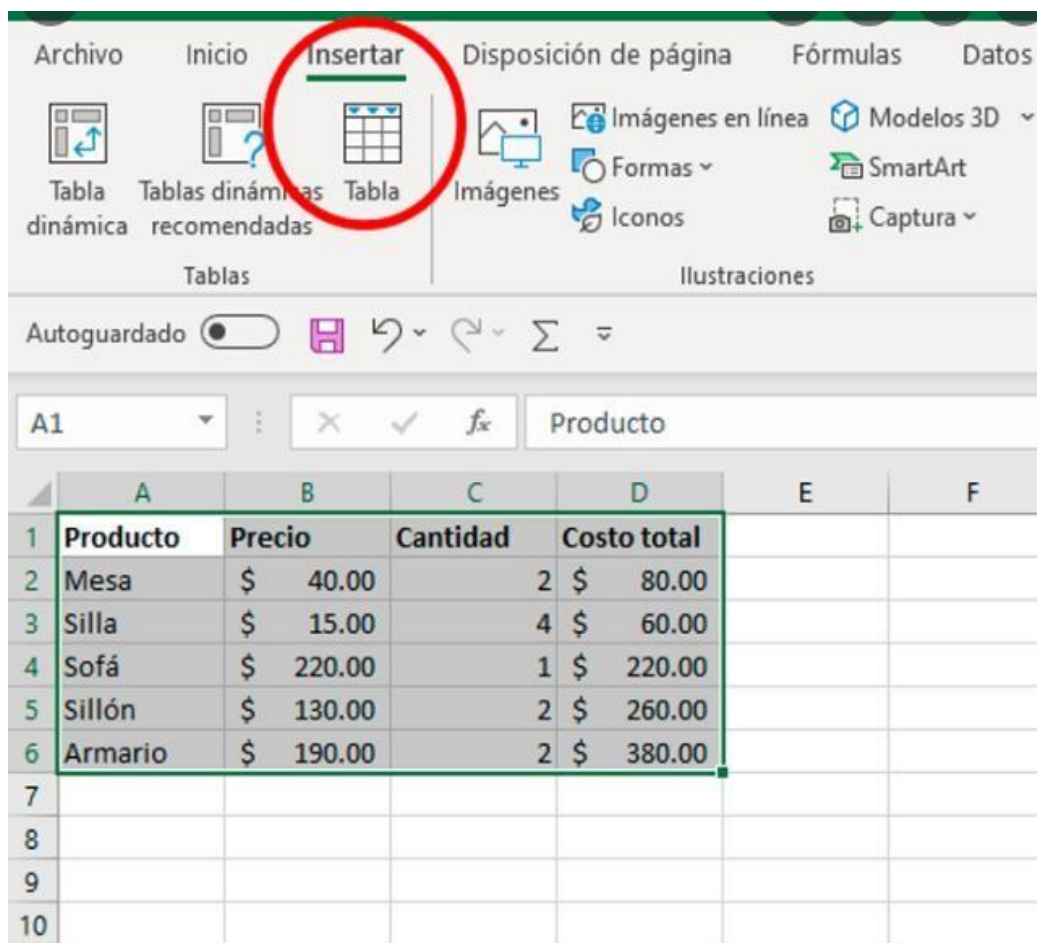 Archivo Inicio Insertar Disposición de página Fórmulas Datos
Tabla dinámica
Tablas dinámicas recomendadas
Tabla
Imágenes
Imágenes en línea
Formas
Iconos
Modelos 3D
SmartArt
Captura
Tablas
Ilustraciones
Autoguardado
A1 fx Producto
A B C D E F
1 Producto Precio Cantidad Costo total
2 Mesa $ 40.00 2 $ 80.00
3 Silla $ 15.00 4 $ 60.00
4 Sofá $ 220.00 1 $ 220.00
5 Sillón $ 130.00 2 $ 260.00
6 Armario $ 190.00 2 $ 380.00
7
8
9
10